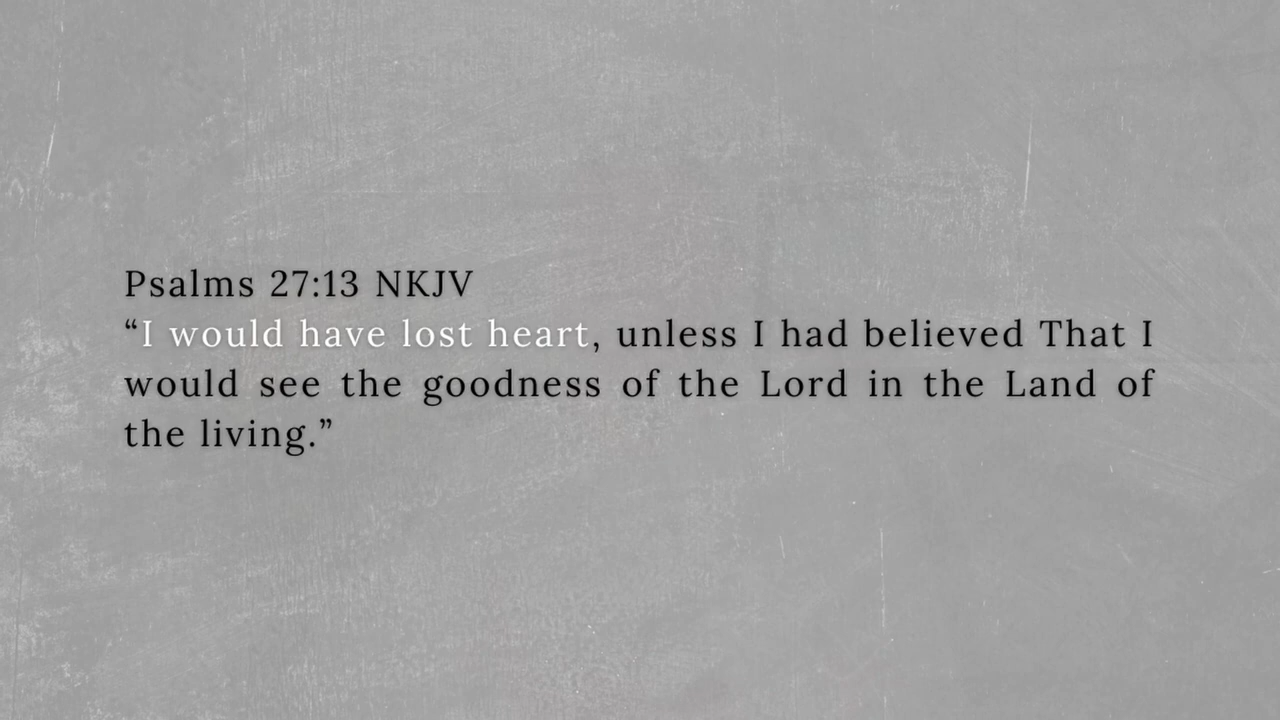 Psalms 27:13 NKJV
“I would have lost heart, unless I had believed That I
would see the goodness of the Lord in the Land of
the living.”